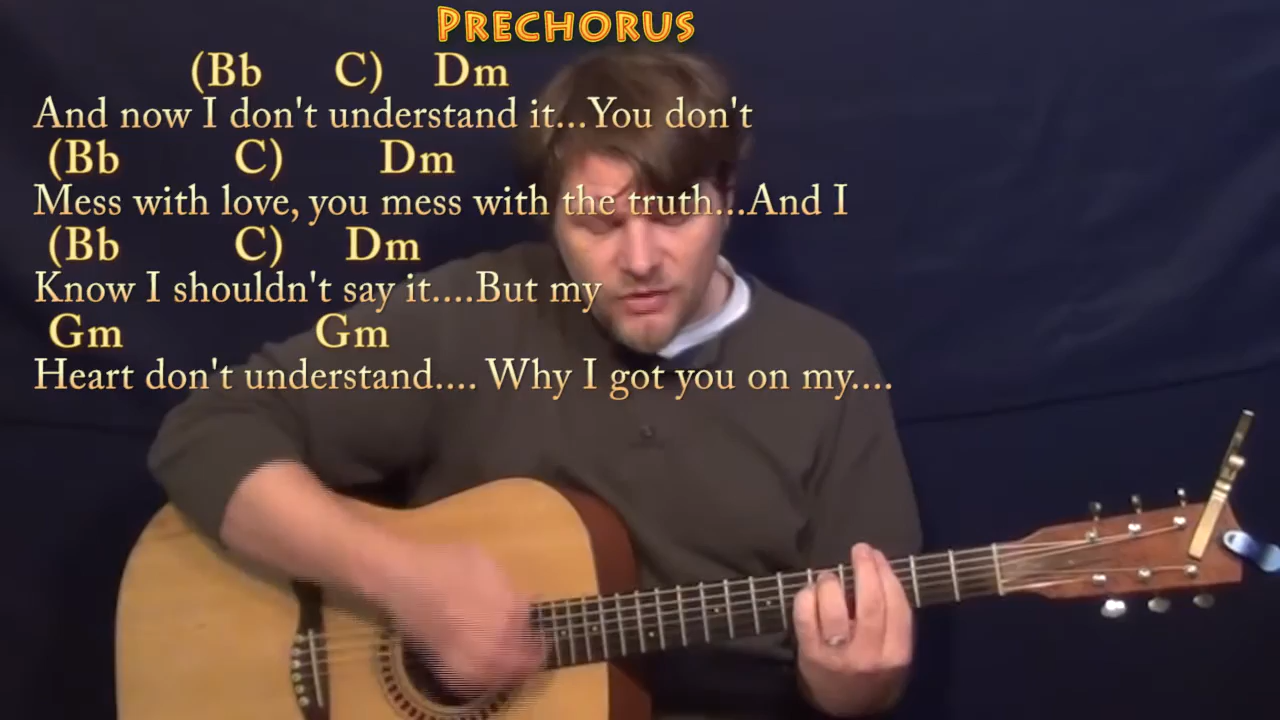 PRECHORUS
(Bb C) Dm
And now I don't understand it...You don't
(Bb C) Dm
Mess with love, you mess with the truth...And I
(Bb C) Dm
Know I shouldn't say it....But my
Gm Gm
Heart don't understand.... Why I got you on my....